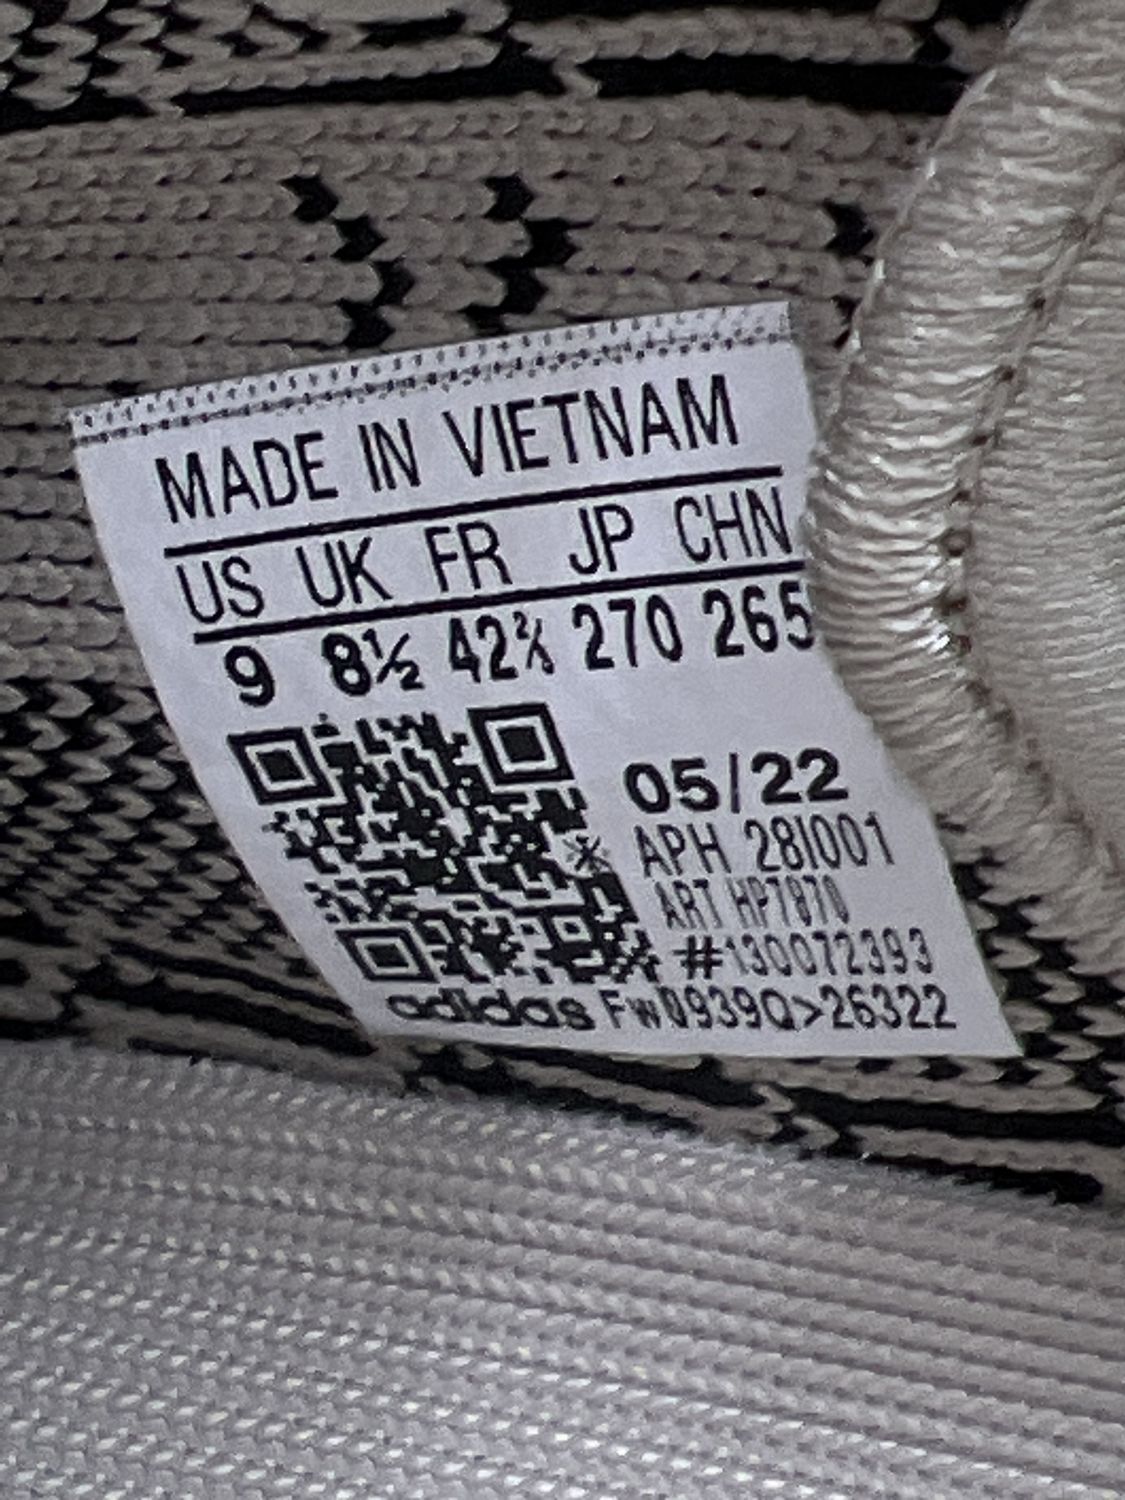 MADE IN VIETNAM
US UK FR JP CHN
9 8½ 42⅔ 270 265
05/22
APH 28I001
ART HP7870
#130072393
adidas Fw0939Q>26322